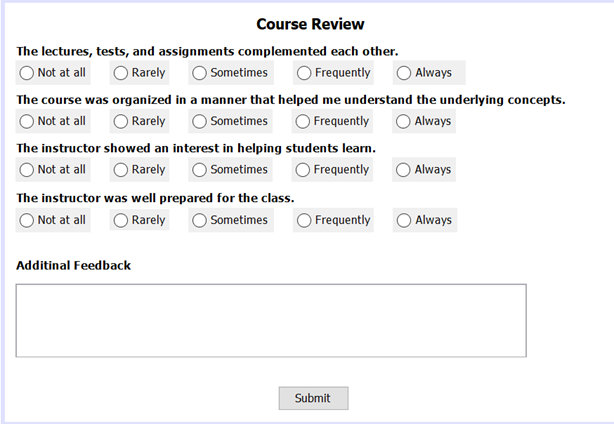 Course Review
The lectures, tests, and assignments complemented each other.
Not at all Rarely Sometimes Frequently Always
The course was organized in a manner that helped me understand the underlying concepts.
Not at all Rarely Sometimes Frequently Always
The instructor showed an interest in helping students learn.
Not at all Rarely Sometimes Frequently Always
The instructor was well prepared for the class.
Not at all Rarely Sometimes Frequently Always
Additinal Feedback
Submit